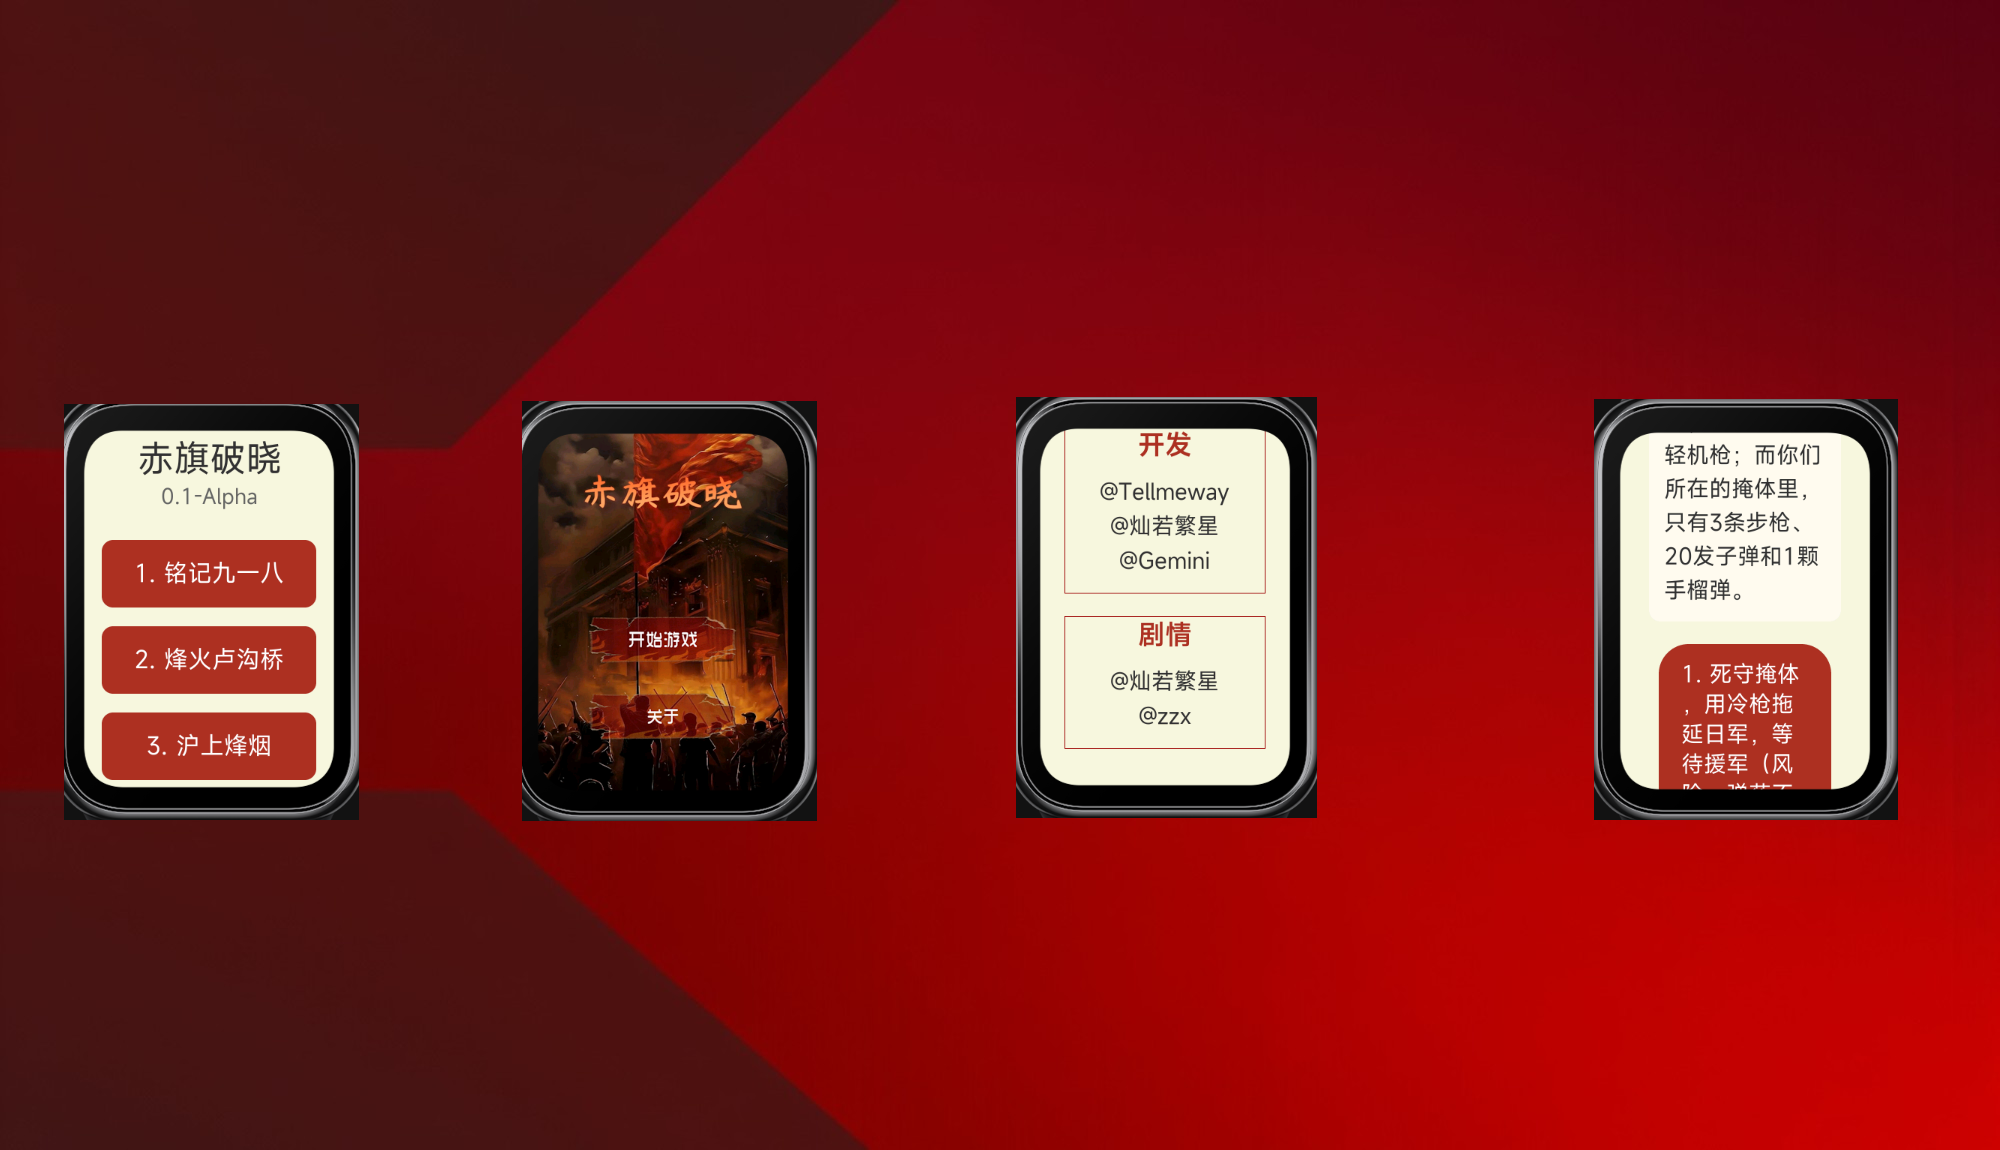 赤旗破晓
0.1-Alpha
1. 铭记九一八
2. 烽火卢沟桥
3. 沪上烽烟
赤旗破晓
开始游戏
关于
开发
@Tellmeway
@灿若繁星
@Gemini
剧情
@灿若繁星
@zzx
轻机枪；而你们
所在的掩体里，
只有3条步枪、
20发子弹和1颗
手榴弹。
1. 死守掩体
，用冷枪拖
延日军，等
待援军（风